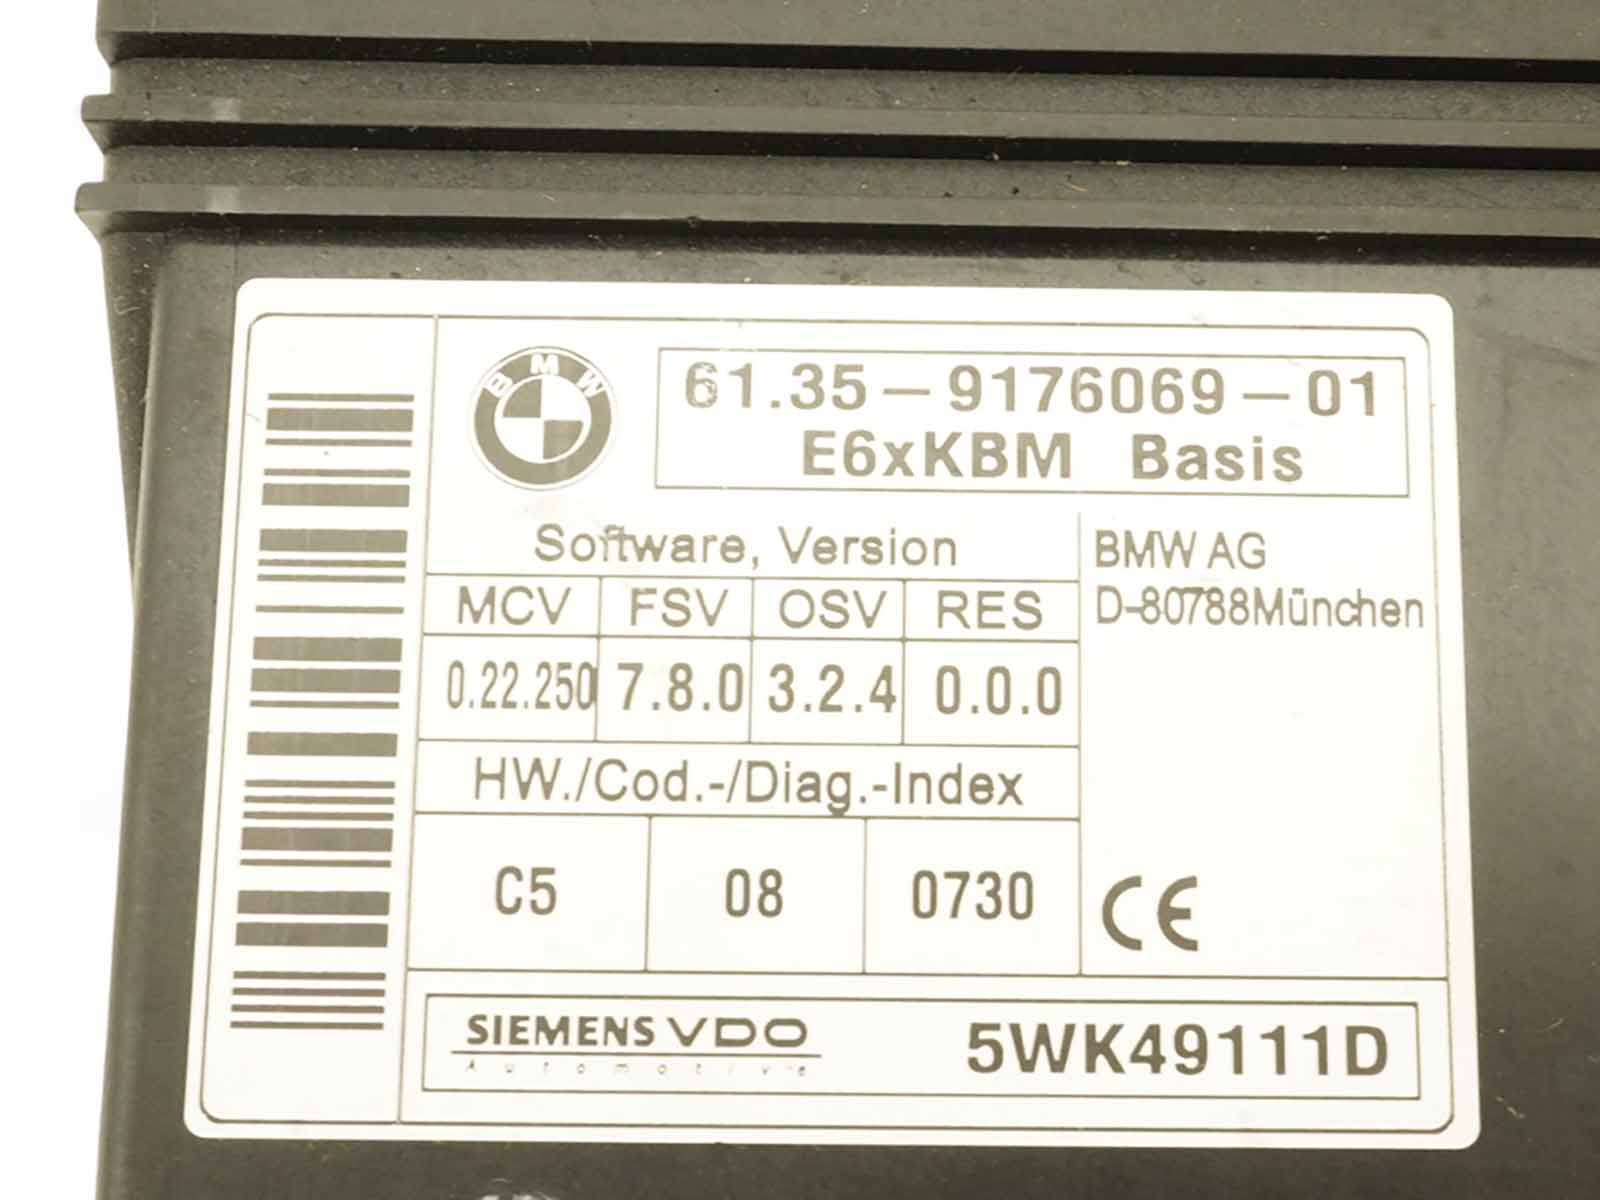 BMW
61.35-9176069-01
E6xKBM Basis
Software, Version
MCV FSV OSV RES
0.22.250 7.8.0 3.2.4 0.0.0
BMW AG
D-80788München
HW./Cod.-/Diag.-Index
C5 08 0730
CE
SIEMENS VDO
Automotive
5WK49111D